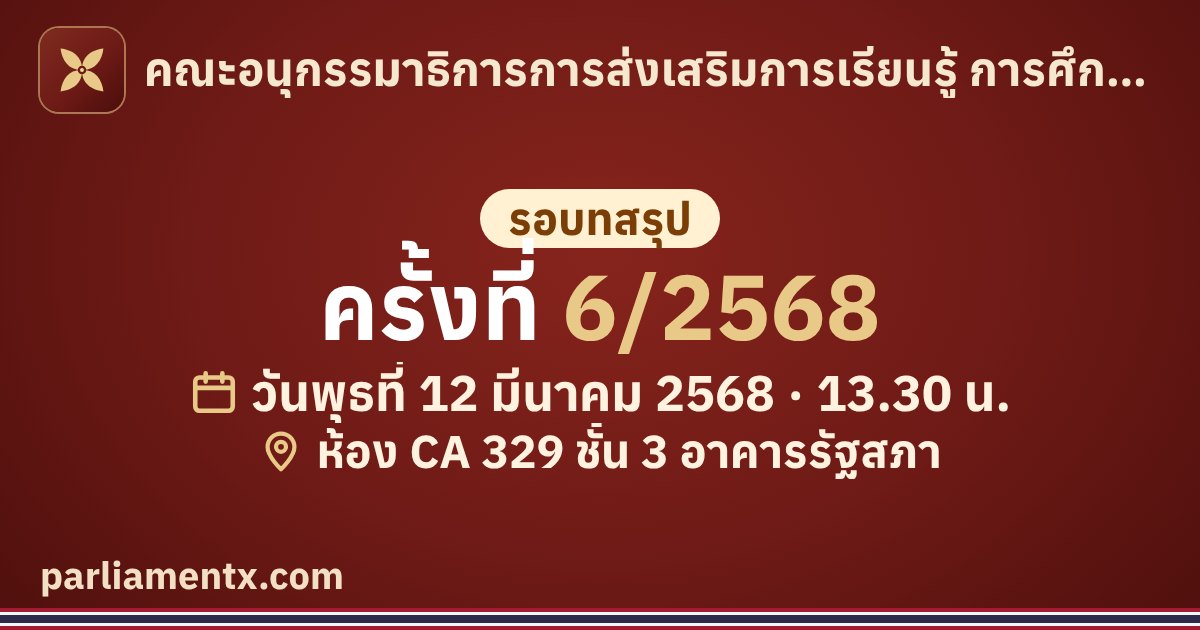 คณะอนุกรรมาธิการการส่งเสริมการเรียนรู้ การศึก...
รอบทสรุป
ครั้งที่ 6/2568
วันพุธที่ 12 มีนาคม 2568 · 13.30 น.
ห้อง CA 329 ชั้น 3 อาคารรัฐสภา
parliamentx.com